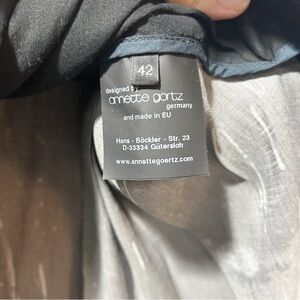 42
designed by
annette görtz
germany
and made in EU
Hans - Böckler - Str. 23
D-33334 Gütersloh
www.annettegoertz.com